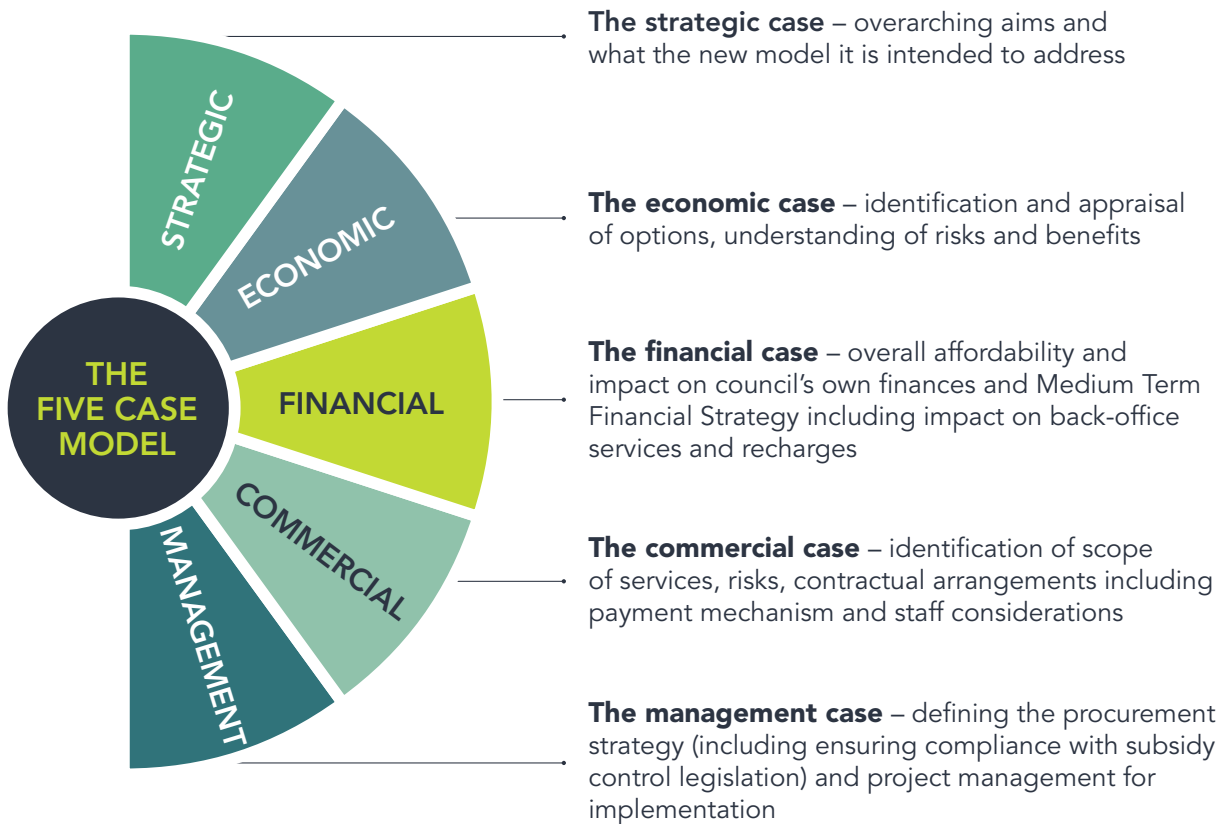 STRATEGIC
ECONOMIC
FINANCIAL
COMMERCIAL
MANAGEMENT
THE
FIVE CASE
MODEL
The strategic case – overarching aims and
what the new model it is intended to address
The economic case – identification and appraisal
of options, understanding of risks and benefits
The financial case – overall affordability and
impact on council’s own finances and Medium Term
Financial Strategy including impact on back-office
services and recharges
The commercial case – identification of scope
of services, risks, contractual arrangements including
payment mechanism and staff considerations
The management case – defining the procurement
strategy (including ensuring compliance with subsidy
control legislation) and project management for
implementation